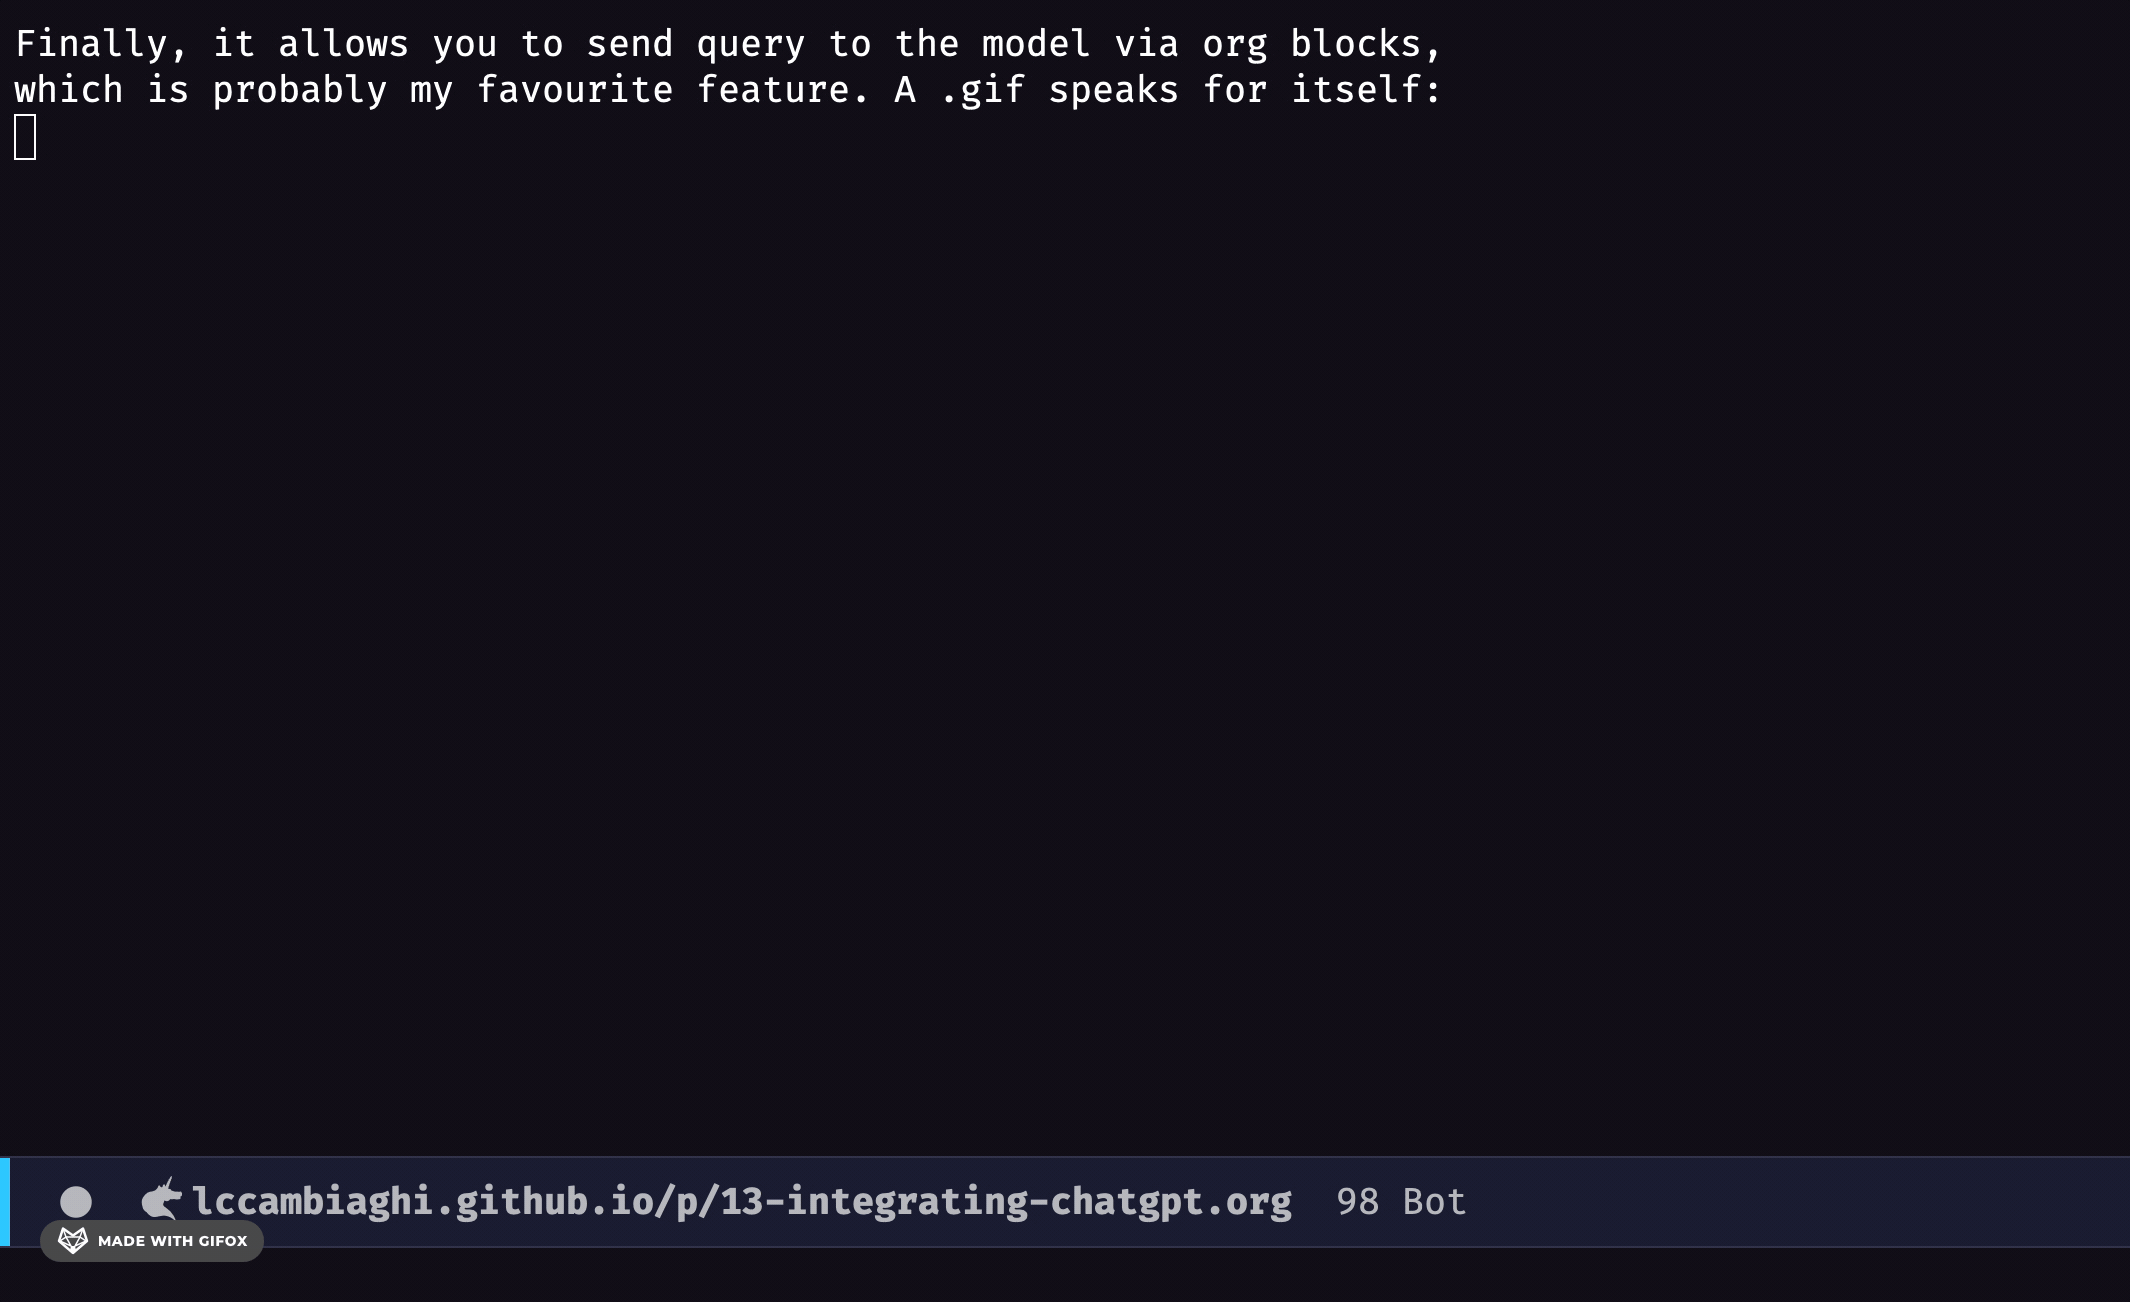 Finally, it allows you to send query to the model via org blocks,
which is probably my favourite feature. A .gif speaks for itself:
lccambiaghi.github.io/p/13-integrating-chatgpt.org  98 Bot
MADE WITH GIFOX